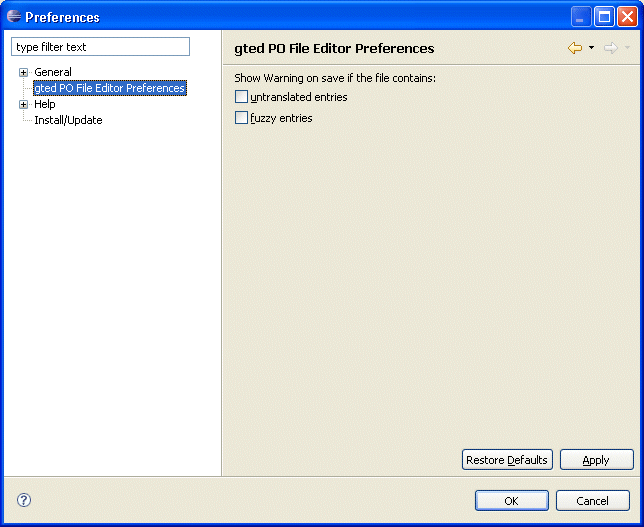 Preferences
type filter text
gted PO File Editor Preferences
General
gted PO File Editor Preferences
Help
Install/Update
Show Warning on save if the file contains:
untranslated entries
fuzzy entries
Restore Defaults
Apply
OK
Cancel